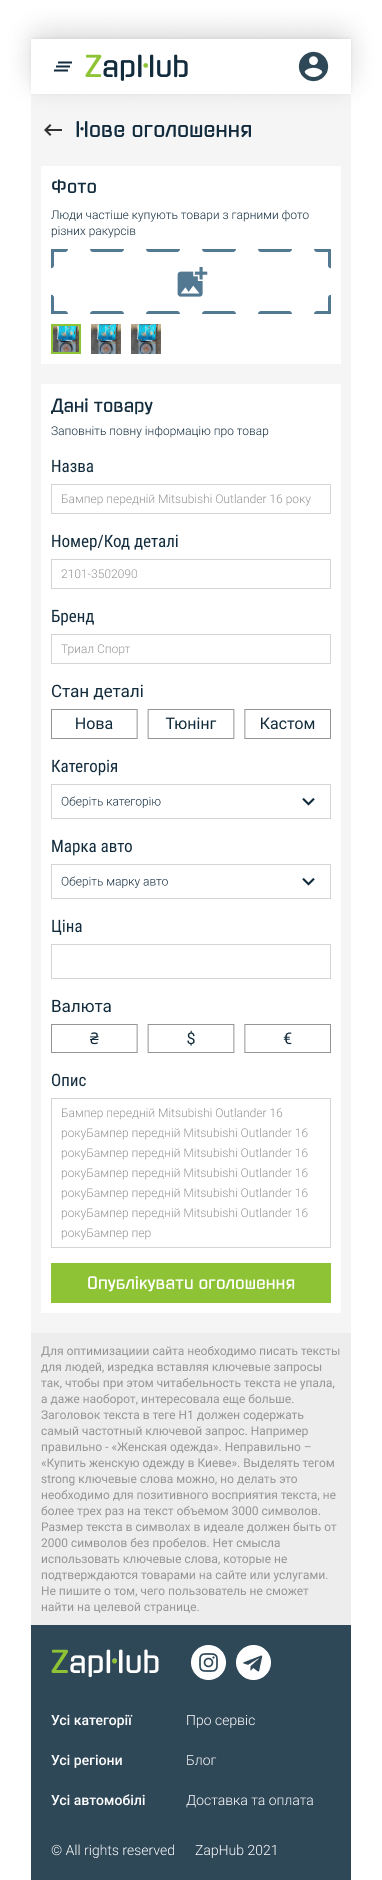 ZapHub
Нове оголошення
Фото
Люди частіше купують товари з гарними фото
різних ракурсів
Дані товару
Заповніть повну інформацію про товар
Назва
Бампер передній Mitsubishi Outlander 16 року
Номер/Код деталі
2101-3502090
Бренд
Триал Спорт
Стан деталі
Нова Тюнінг Кастом
Категорія
Оберіть категорію
Марка авто
Оберіть марку авто
Ціна
Валюта
₴ $ €
Опис
Бампер передній Mitsubishi Outlander 16
рокуБампер передній Mitsubishi Outlander 16
рокуБампер передній Mitsubishi Outlander 16
рокуБампер передній Mitsubishi Outlander 16
рокуБампер передній Mitsubishi Outlander 16
рокуБампер передній Mitsubishi Outlander 16
рокуБампер пер
Опублікувати оголошення
Для оптимизациии сайта необходимо писать тексты
для людей, изредка вставляя ключевые запросы
так, чтобы при этом читабельность текста не упала,
а даже наоборот, интересовала еще больше.
Заголовок текста в теге H1 должен содержать
самый частотный ключевой запрос. Например
правильно - «Женская одежда». Неправильно –
«Купить женскую одежду в Киеве». Выделять тегом
strong ключевые слова можно, но делать это
необходимо для позитивного восприятия текста, не
более трех раз на текст объемом 3000 символов.
Размер текста в символах в идеале должен быть от
2000 символов без пробелов. Нет смысла
использовать ключевые слова, которые не
подтверждаются товарами на сайте или услугами.
Не пишите о том, чего пользователь не сможет
найти на целевой странице.
ZapHub
Усі категорії Про сервіс
Усі регіони Блог
Усі автомобілі Доставка та оплата
© All rights reserved ZapHub 2021